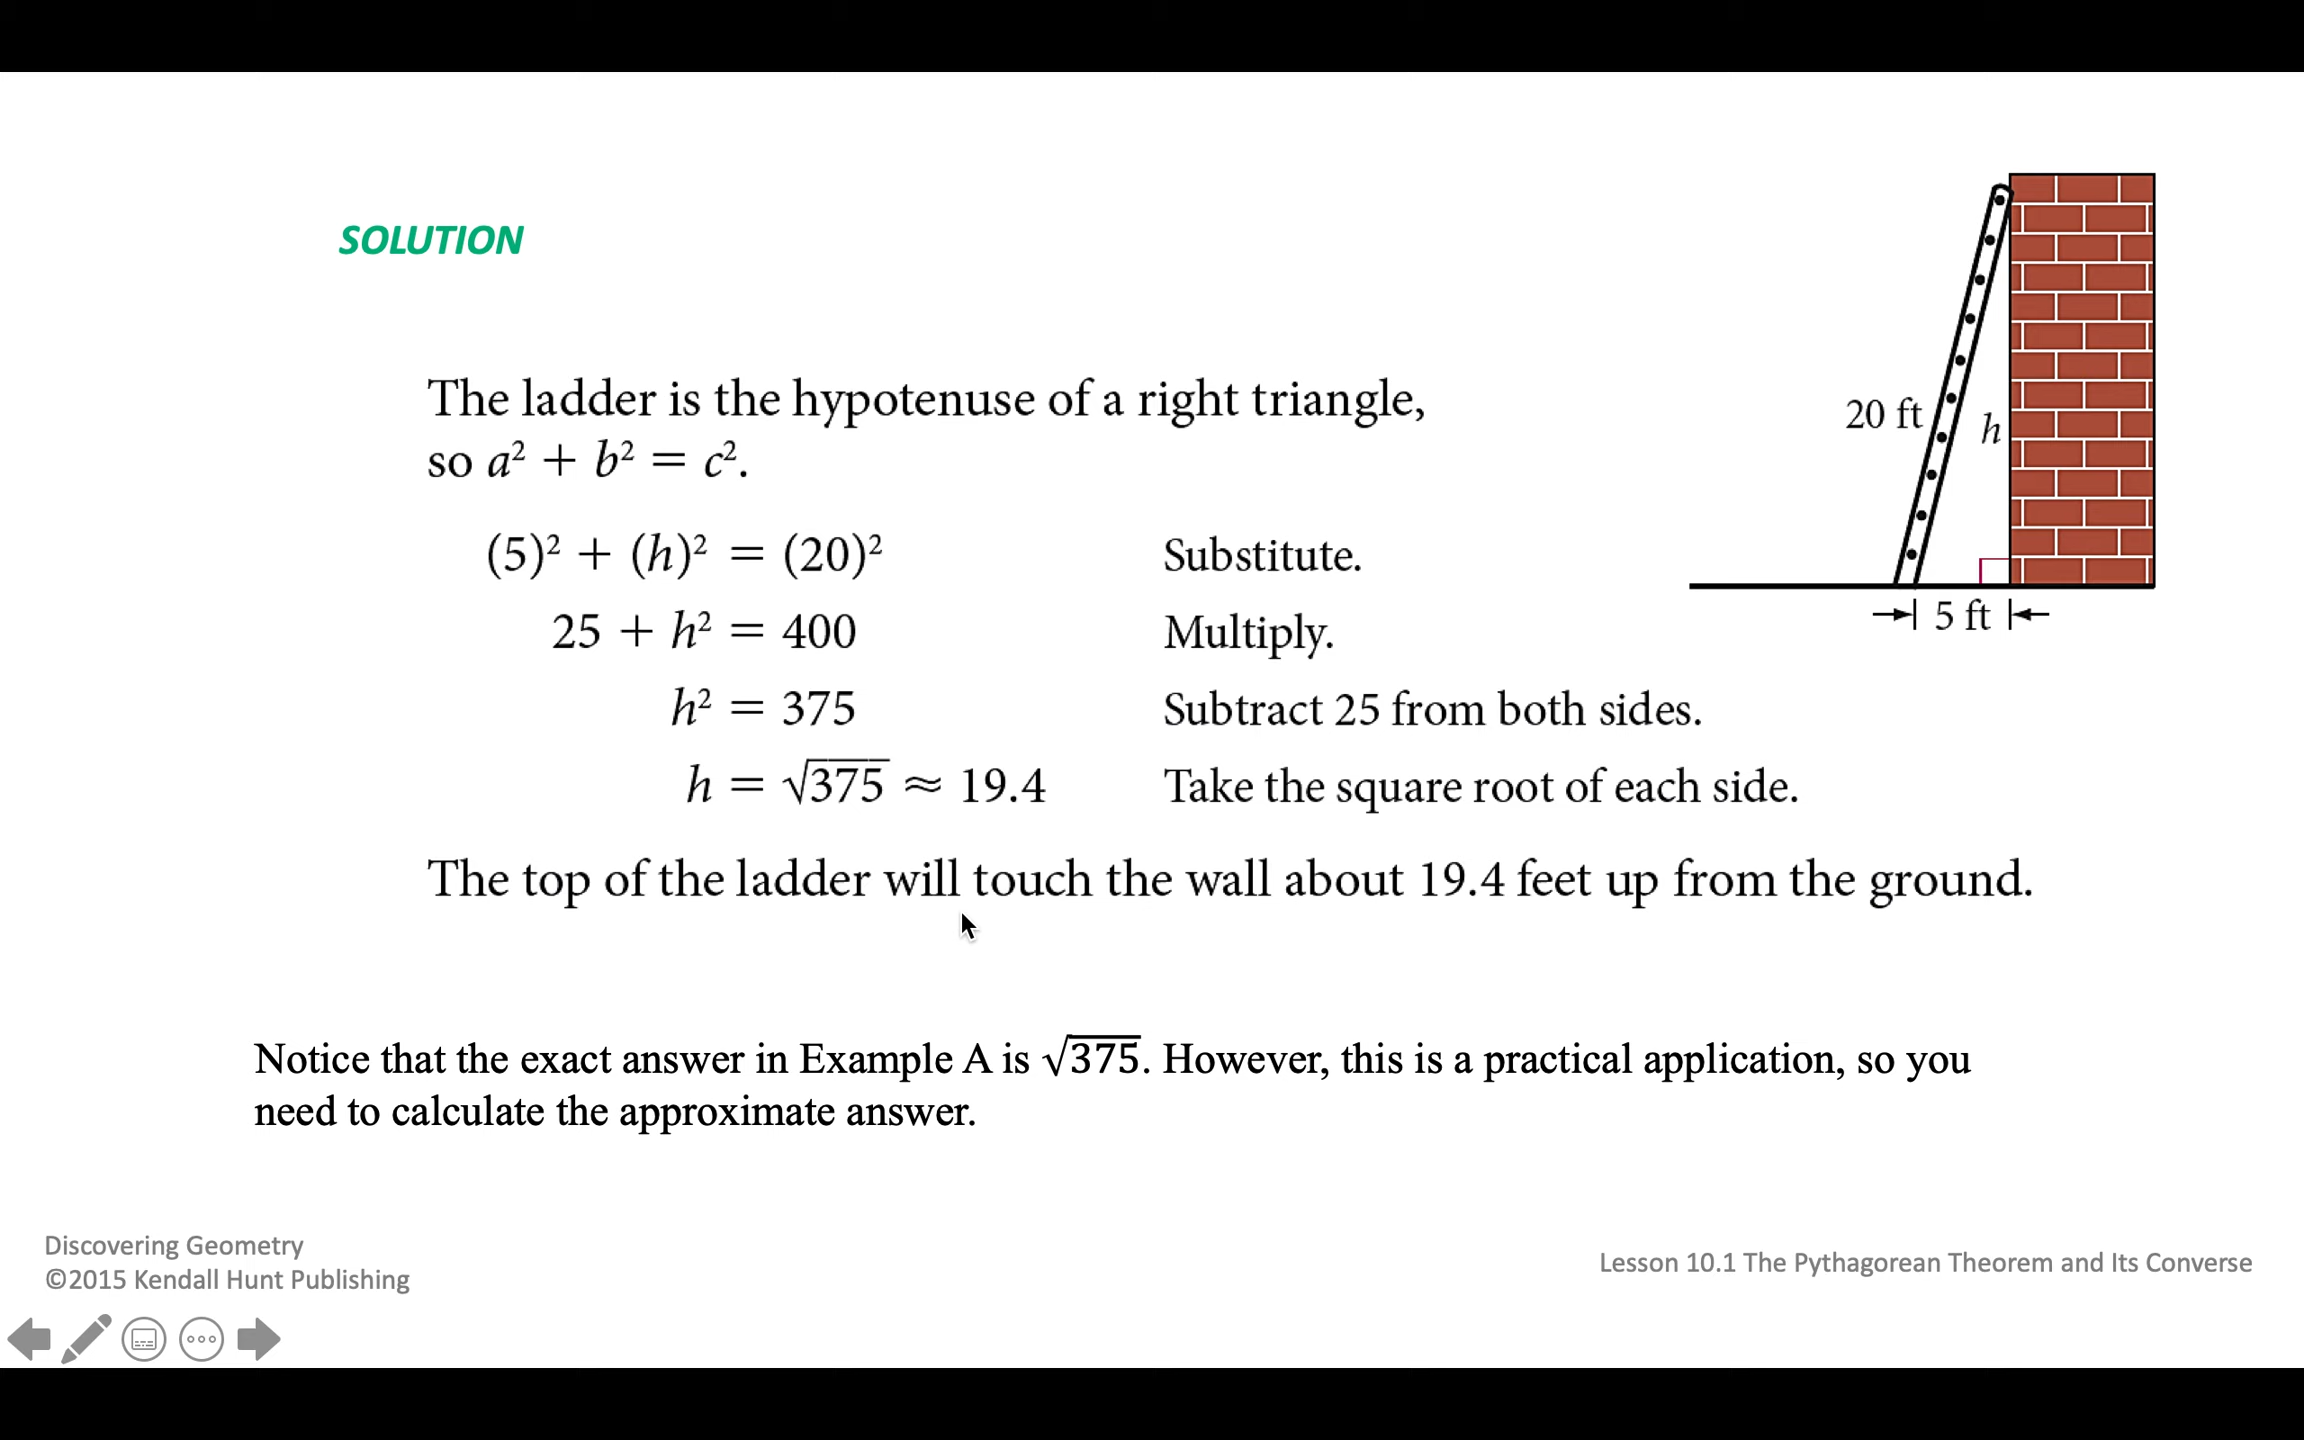 SOLUTION
The ladder is the hypotenuse of a right triangle,
so a² + b² = c².
(5)² + (h)² = (20)² Substitute.
25 + h² = 400 Multiply.
h² = 375 Subtract 25 from both sides.
h = √375 ≈ 19.4 Take the square root of each side.
The top of the ladder will touch the wall about 19.4 feet up from the ground.
20 ft
h
5 ft
Notice that the exact answer in Example A is √375. However, this is a practical application, so you
need to calculate the approximate answer.
Discovering Geometry
©2015 Kendall Hunt Publishing
Lesson 10.1 The Pythagorean Theorem and Its Converse